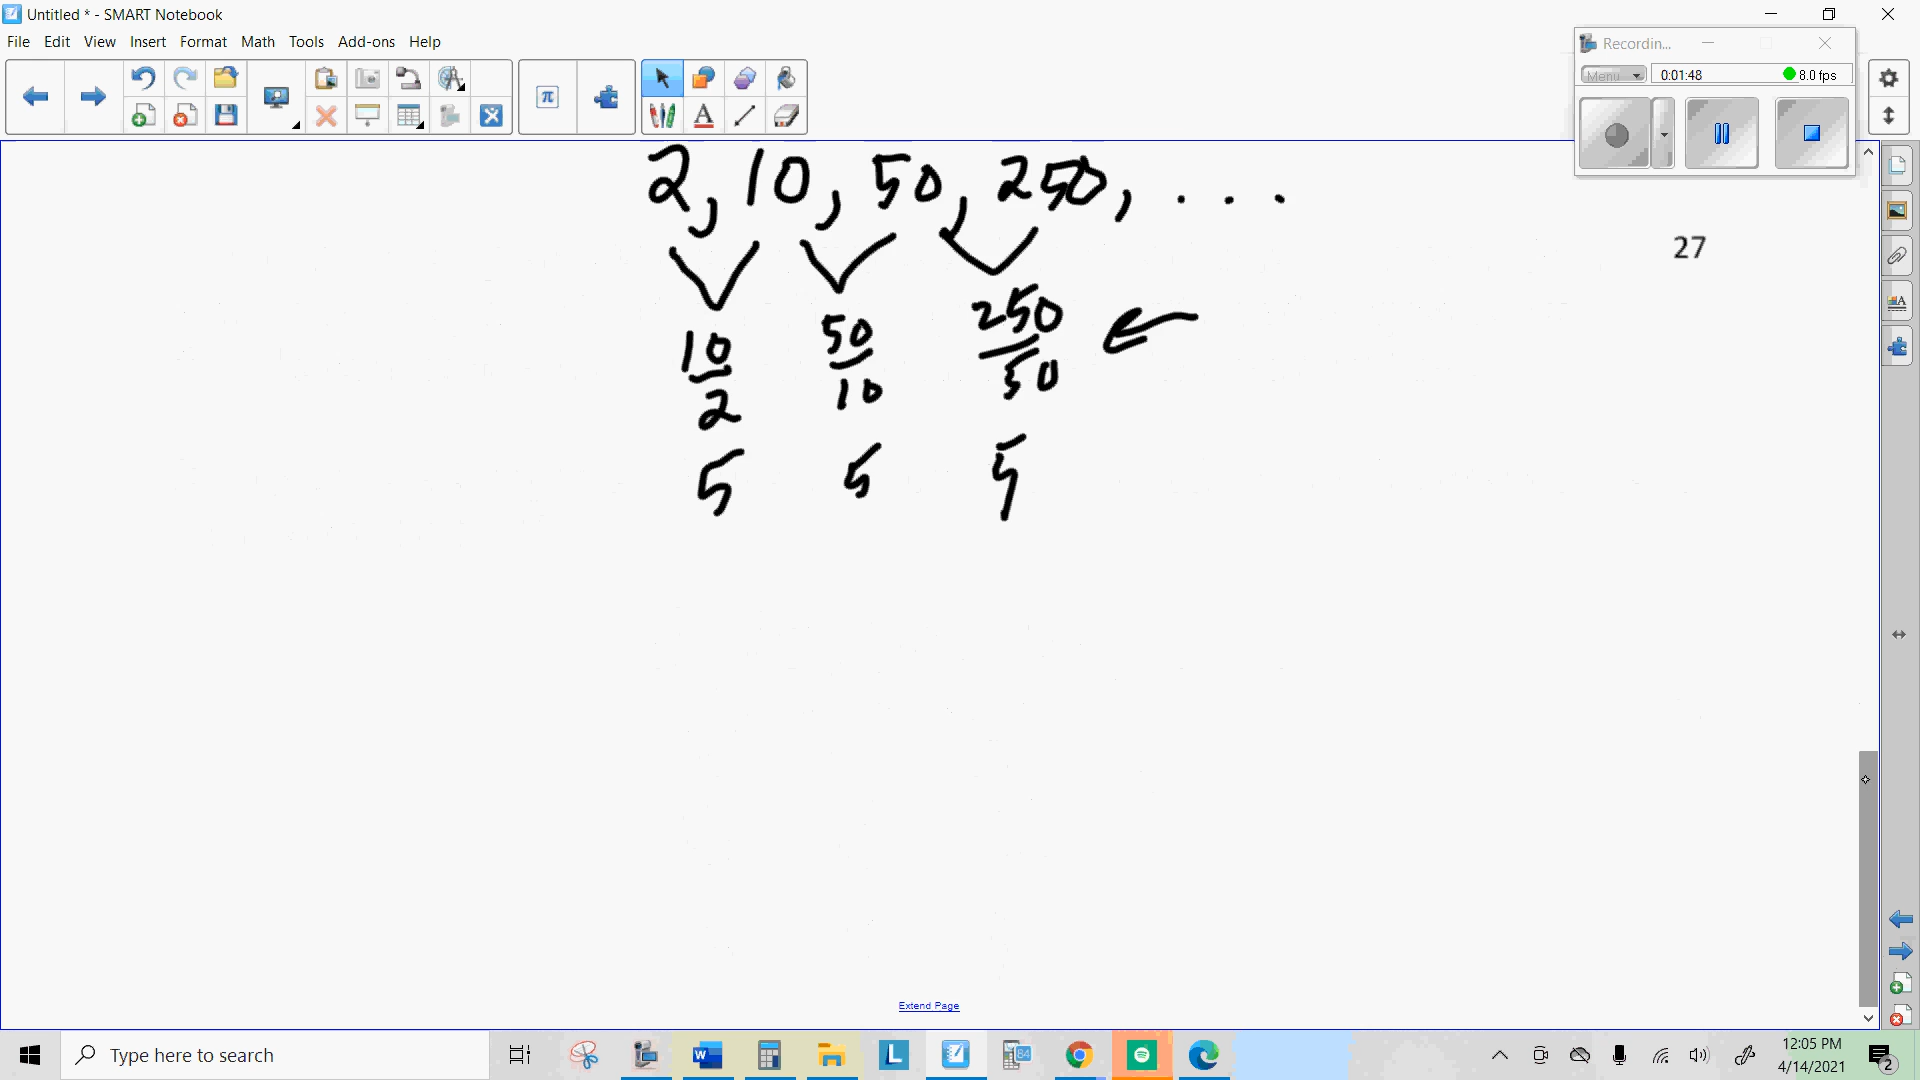 Untitled * - SMART Notebook
File Edit View Insert Format Math Tools Add-ons Help
Recordin...
Menu 0:01:48 8.0 fps
π
A
2, 10, 50, 250, . . .
27
10/2 50/10 250/50
5 5 5
Extend Page
Type here to search
W
L
84
12:05 PM
4/14/2021
2